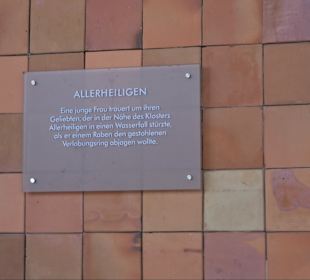 ALLERHEILIGEN
Eine junge Frau trauert um ihren
Geliebten, der in der Nähe des Klosters
Allerheiligen in einen Wasserfall stürzte,
als er einem Raben den gestohlenen
Verlobungsring abjagen wollte.